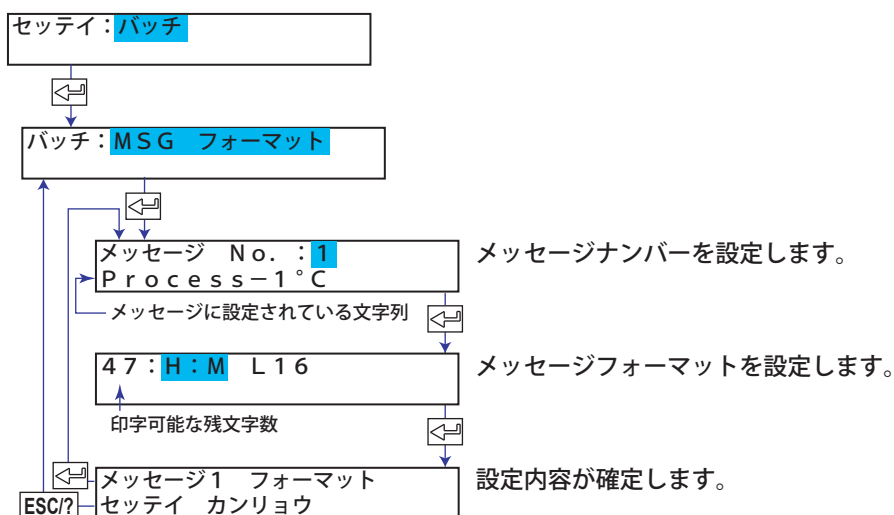 セッテイ：バッチ
バッチ：MSG　フォーマット
メッセージ　No．：1
Process－1°C
メッセージナンバーを設定します。
メッセージに設定されている文字列
47：H：M　L16
メッセージフォーマットを設定します。
印字可能な残文字数
メッセージ1　フォーマット
セッテイ　カンリョウ
設定内容が確定します。
ESC/?